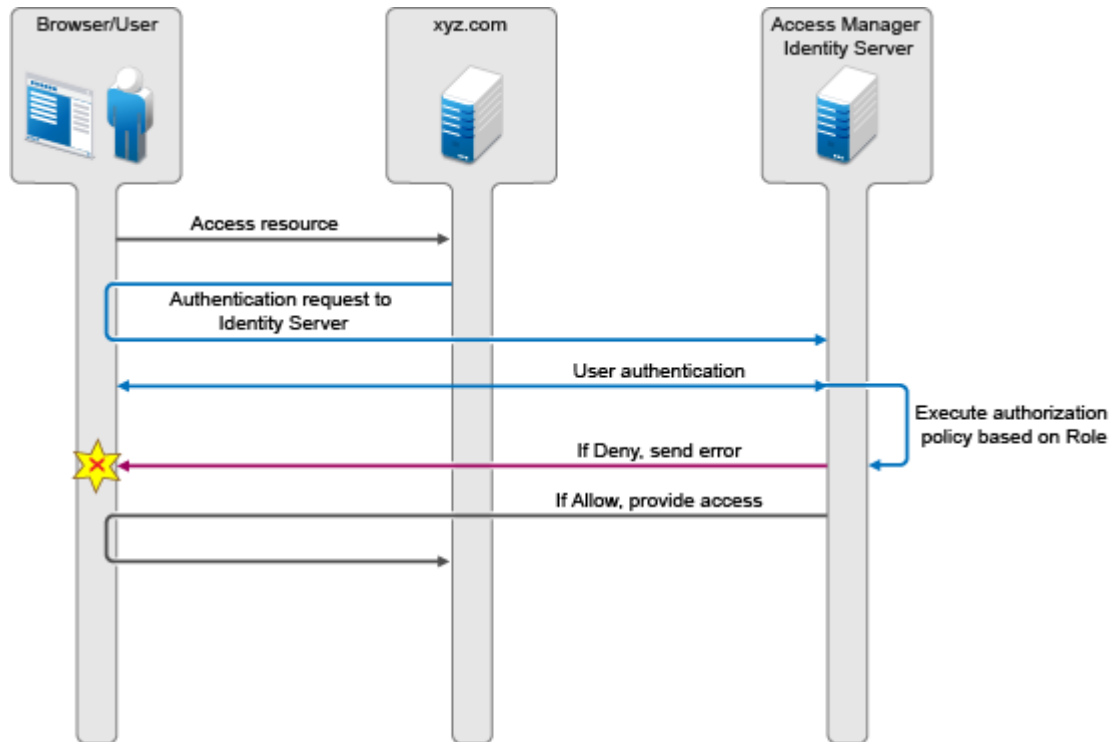 Browser/User
xyz.com
Access Manager
Identity Server
Access resource
Authentication request to
Identity Server
User authentication
Execute authorization
policy based on Role
If Deny, send error
If Allow, provide access